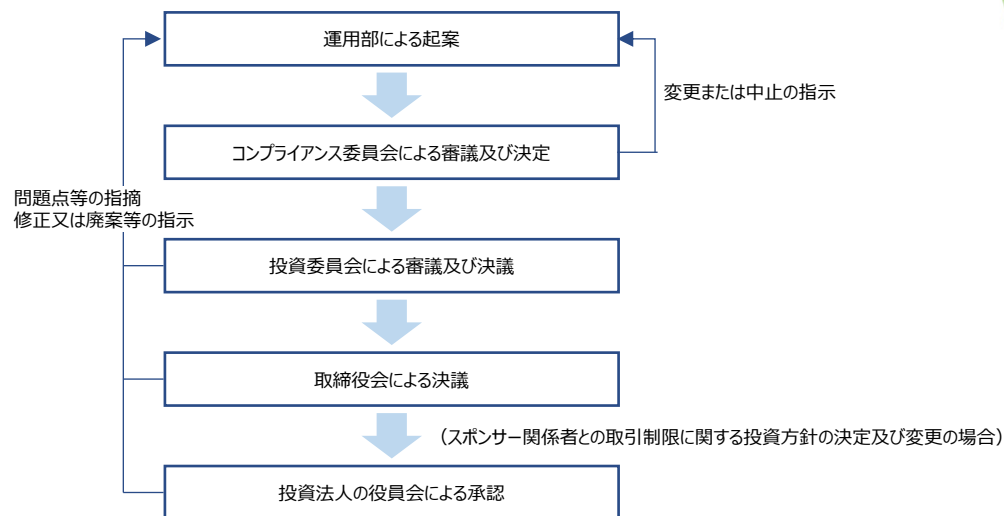 運用部による起案
変更または中止の指示
コンプライアンス委員会による審議及び決定
問題点等の指摘
修正又は廃案等の指示
投資委員会による審議及び決議
取締役会による決議
（スポンサー関係者との取引制限に関する投資方針の決定及び変更の場合）
投資法人の役員会による承認